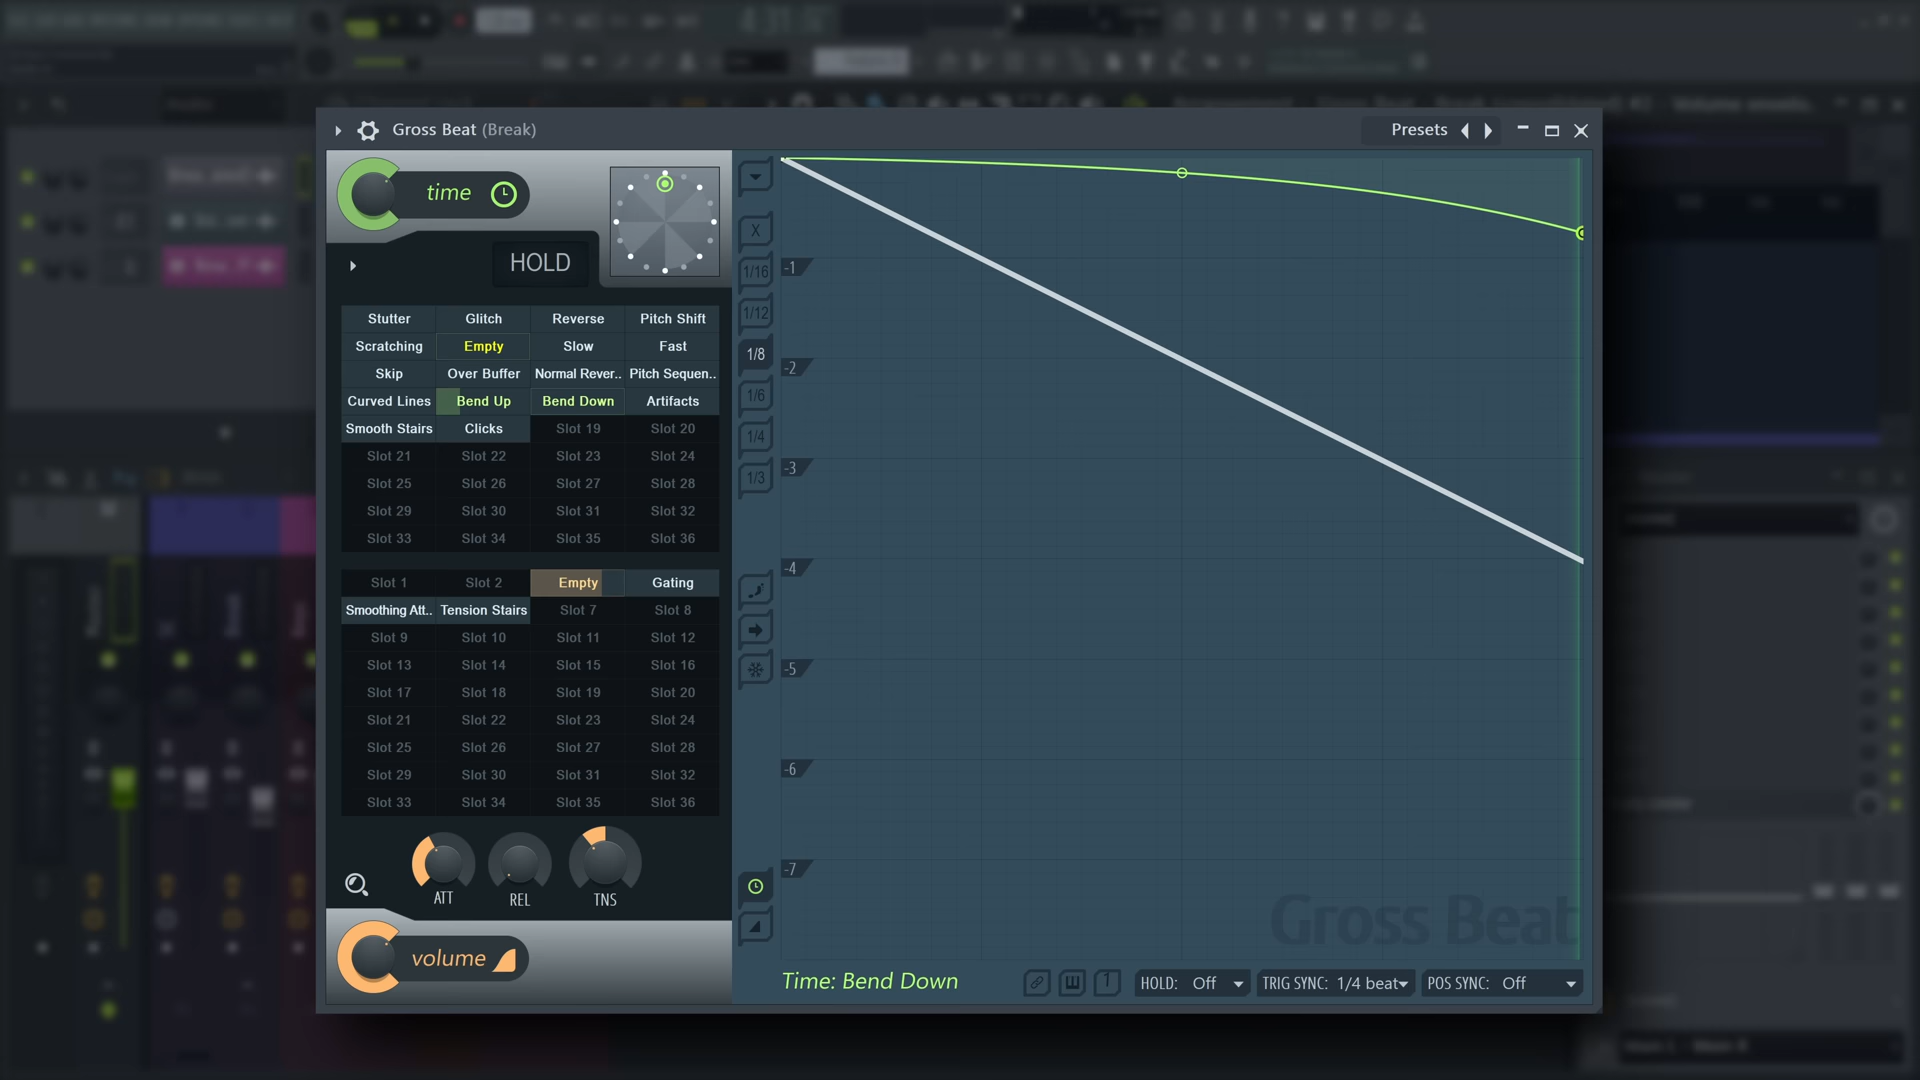 Gross Beat (Break)
Presets
time
HOLD
Stutter Glitch Reverse Pitch Shift
Scratching Empty Slow Fast
Skip Over Buffer Normal Rever.. Pitch Sequen..
Curved Lines Bend Up Bend Down Artifacts
Smooth Stairs Clicks Slot 19 Slot 20
Slot 21 Slot 22 Slot 23 Slot 24
Slot 25 Slot 26 Slot 27 Slot 28
Slot 29 Slot 30 Slot 31 Slot 32
Slot 33 Slot 34 Slot 35 Slot 36
Slot 1 Slot 2 Empty Gating
Smoothing Att.. Tension Stairs Slot 7 Slot 8
Slot 9 Slot 10 Slot 11 Slot 12
Slot 13 Slot 14 Slot 15 Slot 16
Slot 17 Slot 18 Slot 19 Slot 20
Slot 21 Slot 22 Slot 23 Slot 24
Slot 25 Slot 26 Slot 27 Slot 28
Slot 29 Slot 30 Slot 31 Slot 32
Slot 33 Slot 34 Slot 35 Slot 36
ATT REL TNS
volume
X
1/16
1/12
1/8
1/6
1/4
1/3
-1
-2
-3
-4
-5
-6
-7
Gross Beat
Time: Bend Down
1
HOLD: Off
TRIG SYNC: 1/4 beat
POS SYNC: Off